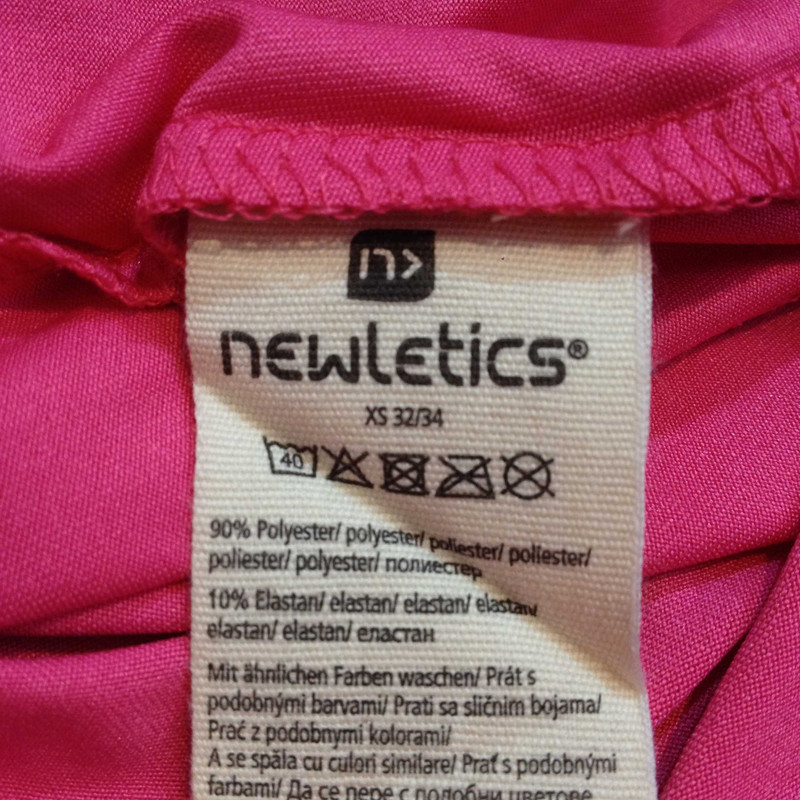 n>
newletics®
XS 32/34
40
90% Polyester/ polyester/ poliester/ poliester/
poliester/ polyester/ полиестер
10% Elastan/ elastan/ elastan/ elastan/
elastan/ elastan/ еластан
Mit ähnlichen Farben waschen/ Prát s
podobnými barvami/ Prati sa sličnim bojama/
Prać z podobnymi kolorami/
A se spăla cu culori similare/ Prať s podobnými
farbami/ Да се пере с подобни цветове